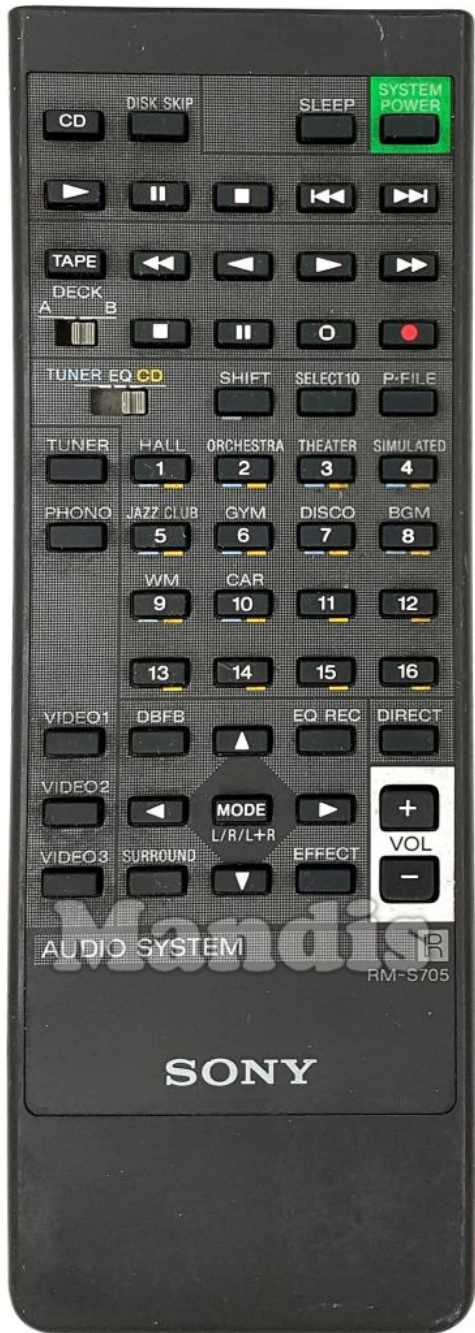 SYSTEM
DISK SKIP SLEEP POWER
CD
TAPE
DECK
A B
TUNER EQ CD SHIFT SELECT10 P·FILE
TUNER HALL ORCHESTRA THEATER SIMULATED
1 2 3 4
PHONO JAZZ CLUB GYM DISCO BGM
5 6 7 8
WM CAR
9 10 11 12
13 14 15 16
VIDEO1 DBFB EQ REC DIRECT
VIDEO2
MODE +
L/R/L+R VOL
VIDEO3 SURROUND EFFECT
−
Mandis
AUDIO SYSTEM R
RM-S705
SONY